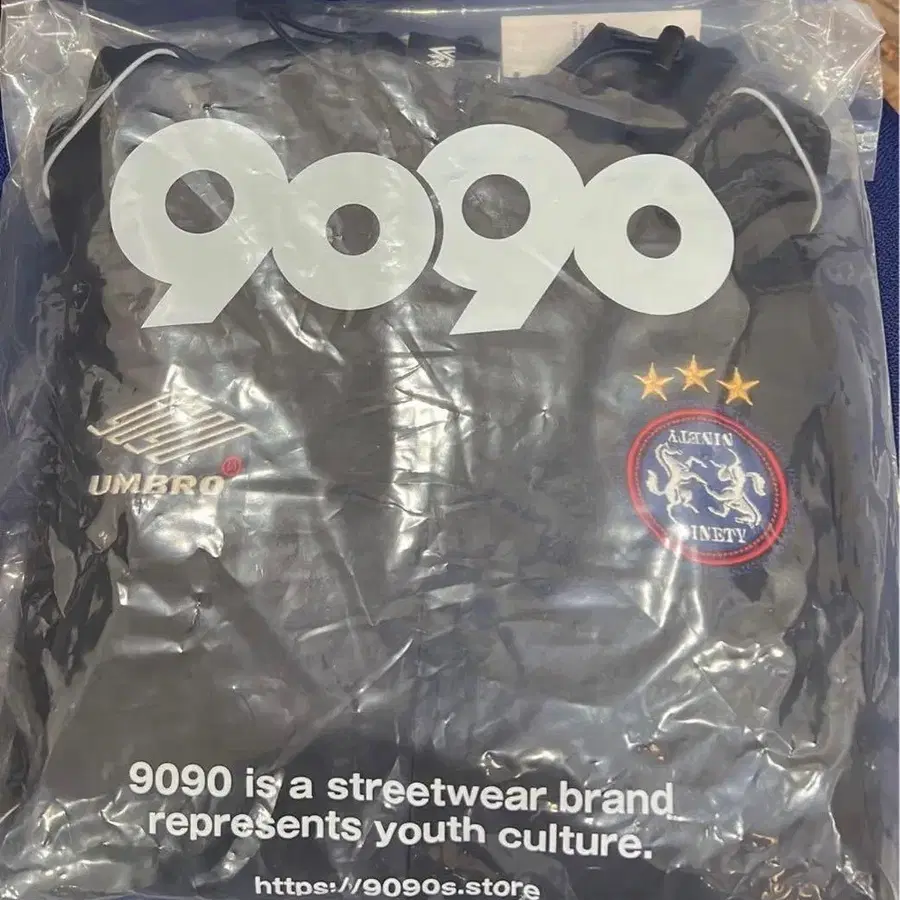 9090
UMBRO
NINETY
NINETY
9090 is a streetwear brand
represents youth culture.
https://9090s.store